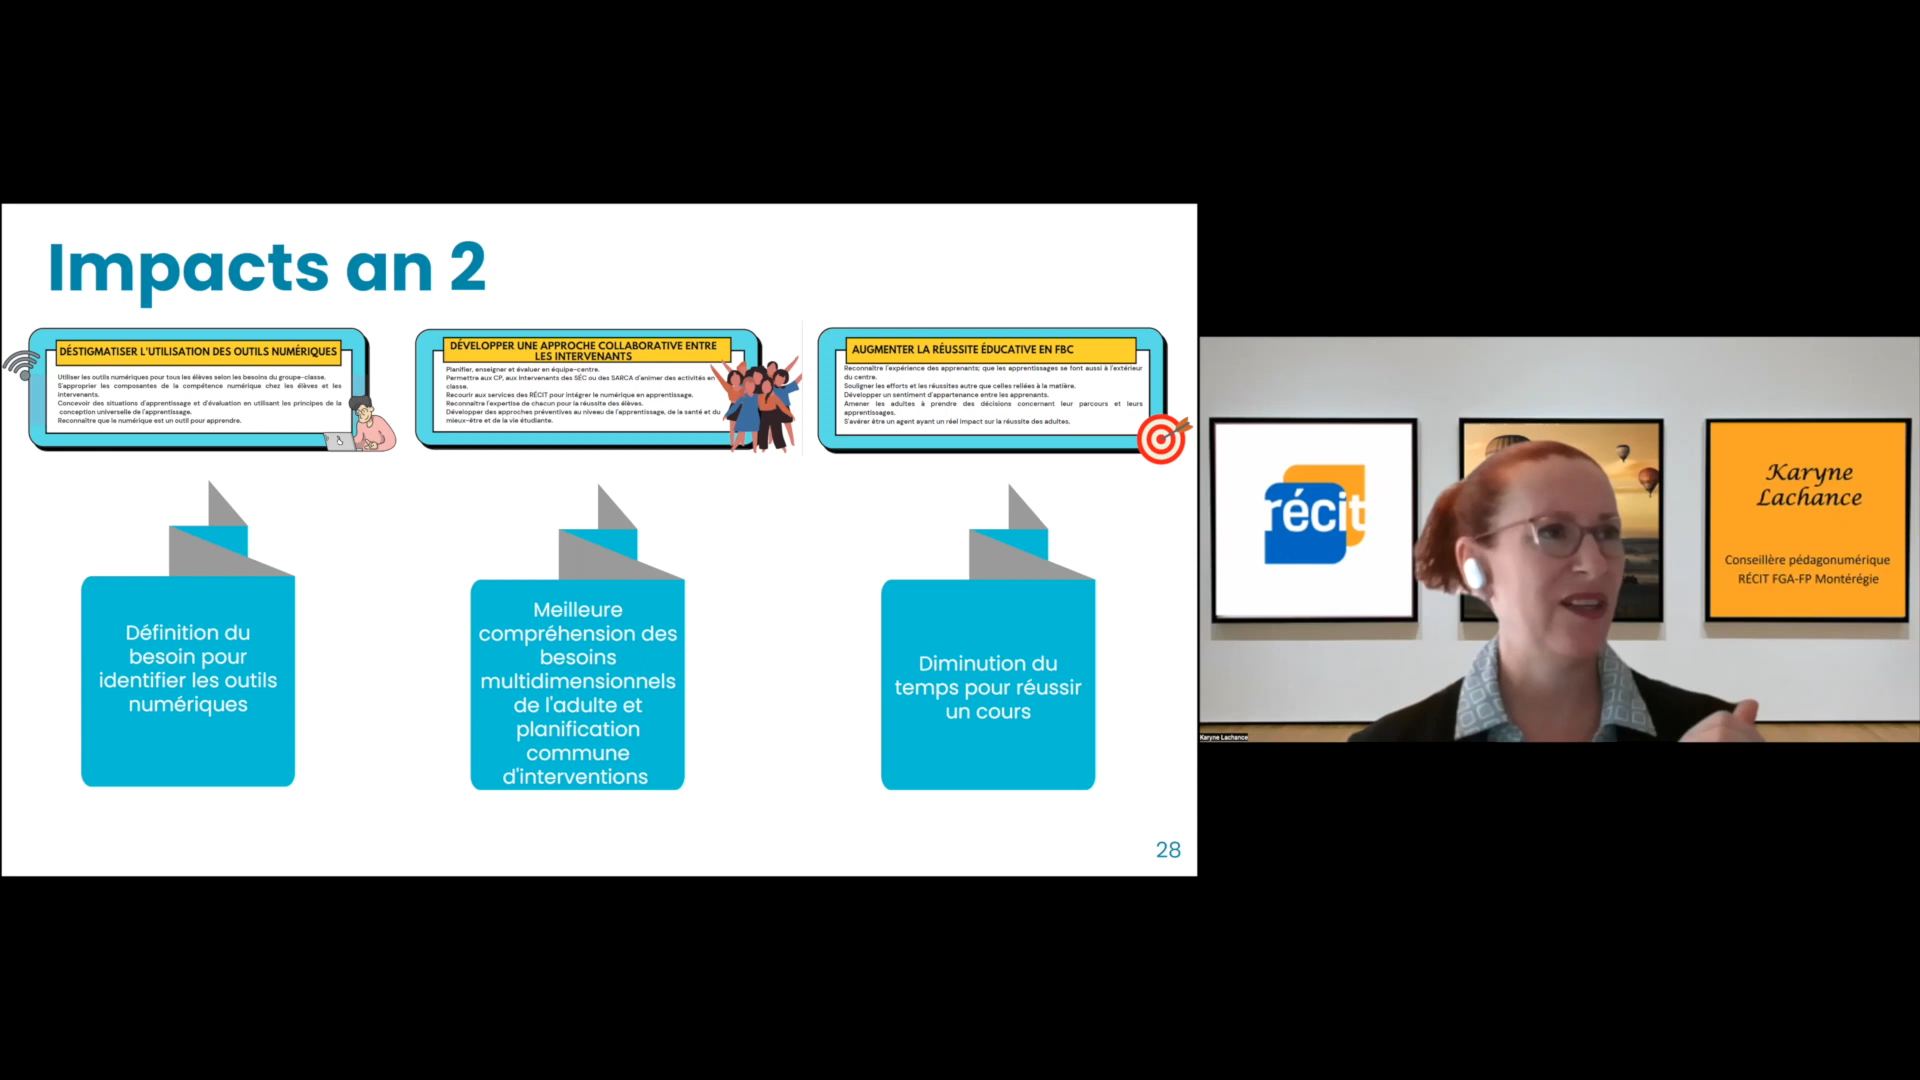 Impacts an 2
DÉSTIGMATISER L'UTILISATION DES OUTILS NUMÉRIQUES
Utiliser les outils numériques pour tous les élèves selon les besoins du groupe-classe.
S'approprier les composantes de la compétence numérique chez les élèves et les
intervenants.
Concevoir des situations d'apprentissage et d'évaluation en utilisant les principes de la
conception universelle de l'apprentissage.
Reconnaître que le numérique est un outil pour apprendre.
DÉVELOPPER UNE APPROCHE COLLABORATIVE ENTRE
LES INTERVENANTS
Planifier, enseigner et évaluer en équipe-centre.
Permettre aux CP, aux intervenants des SÉC ou des SARCA d'animer des activités en
classe.
Recourir aux services des RÉCIT pour intégrer le numérique en apprentissage.
Reconnaître l'expertise de chacun pour la réussite des élèves.
Développer des approches préventives au niveau de l'apprentissage, de la santé et du
mieux-être et de la vie étudiante.
AUGMENTER LA RÉUSSITE ÉDUCATIVE EN FBC
Reconnaître l'expérience des apprenants; que les apprentissages se font aussi à l'extérieur
du centre.
Souligner les efforts et les réussites autre que celles reliées à la matière.
Développer un sentiment d'appartenance entre les apprenants.
Amener les adultes à prendre des décisions concernant leur parcours et leurs
apprentissages.
S'avérer être un agent ayant un réel impact sur la réussite des adultes.
Définition du
besoin pour
identifier les outils
numériques
Meilleure
compréhension des
besoins
multidimensionnels
de l'adulte et
planification
commune
d'interventions
Diminution du
temps pour réussir
un cours
28
récit
Karyne
Lachance
Conseillère pédagonumérique
RÉCIT FGA-FP Montérégie
Karyne Lachance